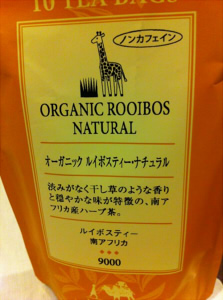 10 TEA BAGS
ノンカフェイン
ORGANIC ROOIBOS
NATURAL
オーガニック ルイボスティー・ナチュラル
渋みがなく干し草のような香り
と穏やかな味が特徴の、南ア
フリカ産ハーブ茶。
ルイボスティー
南アフリカ
***
9000